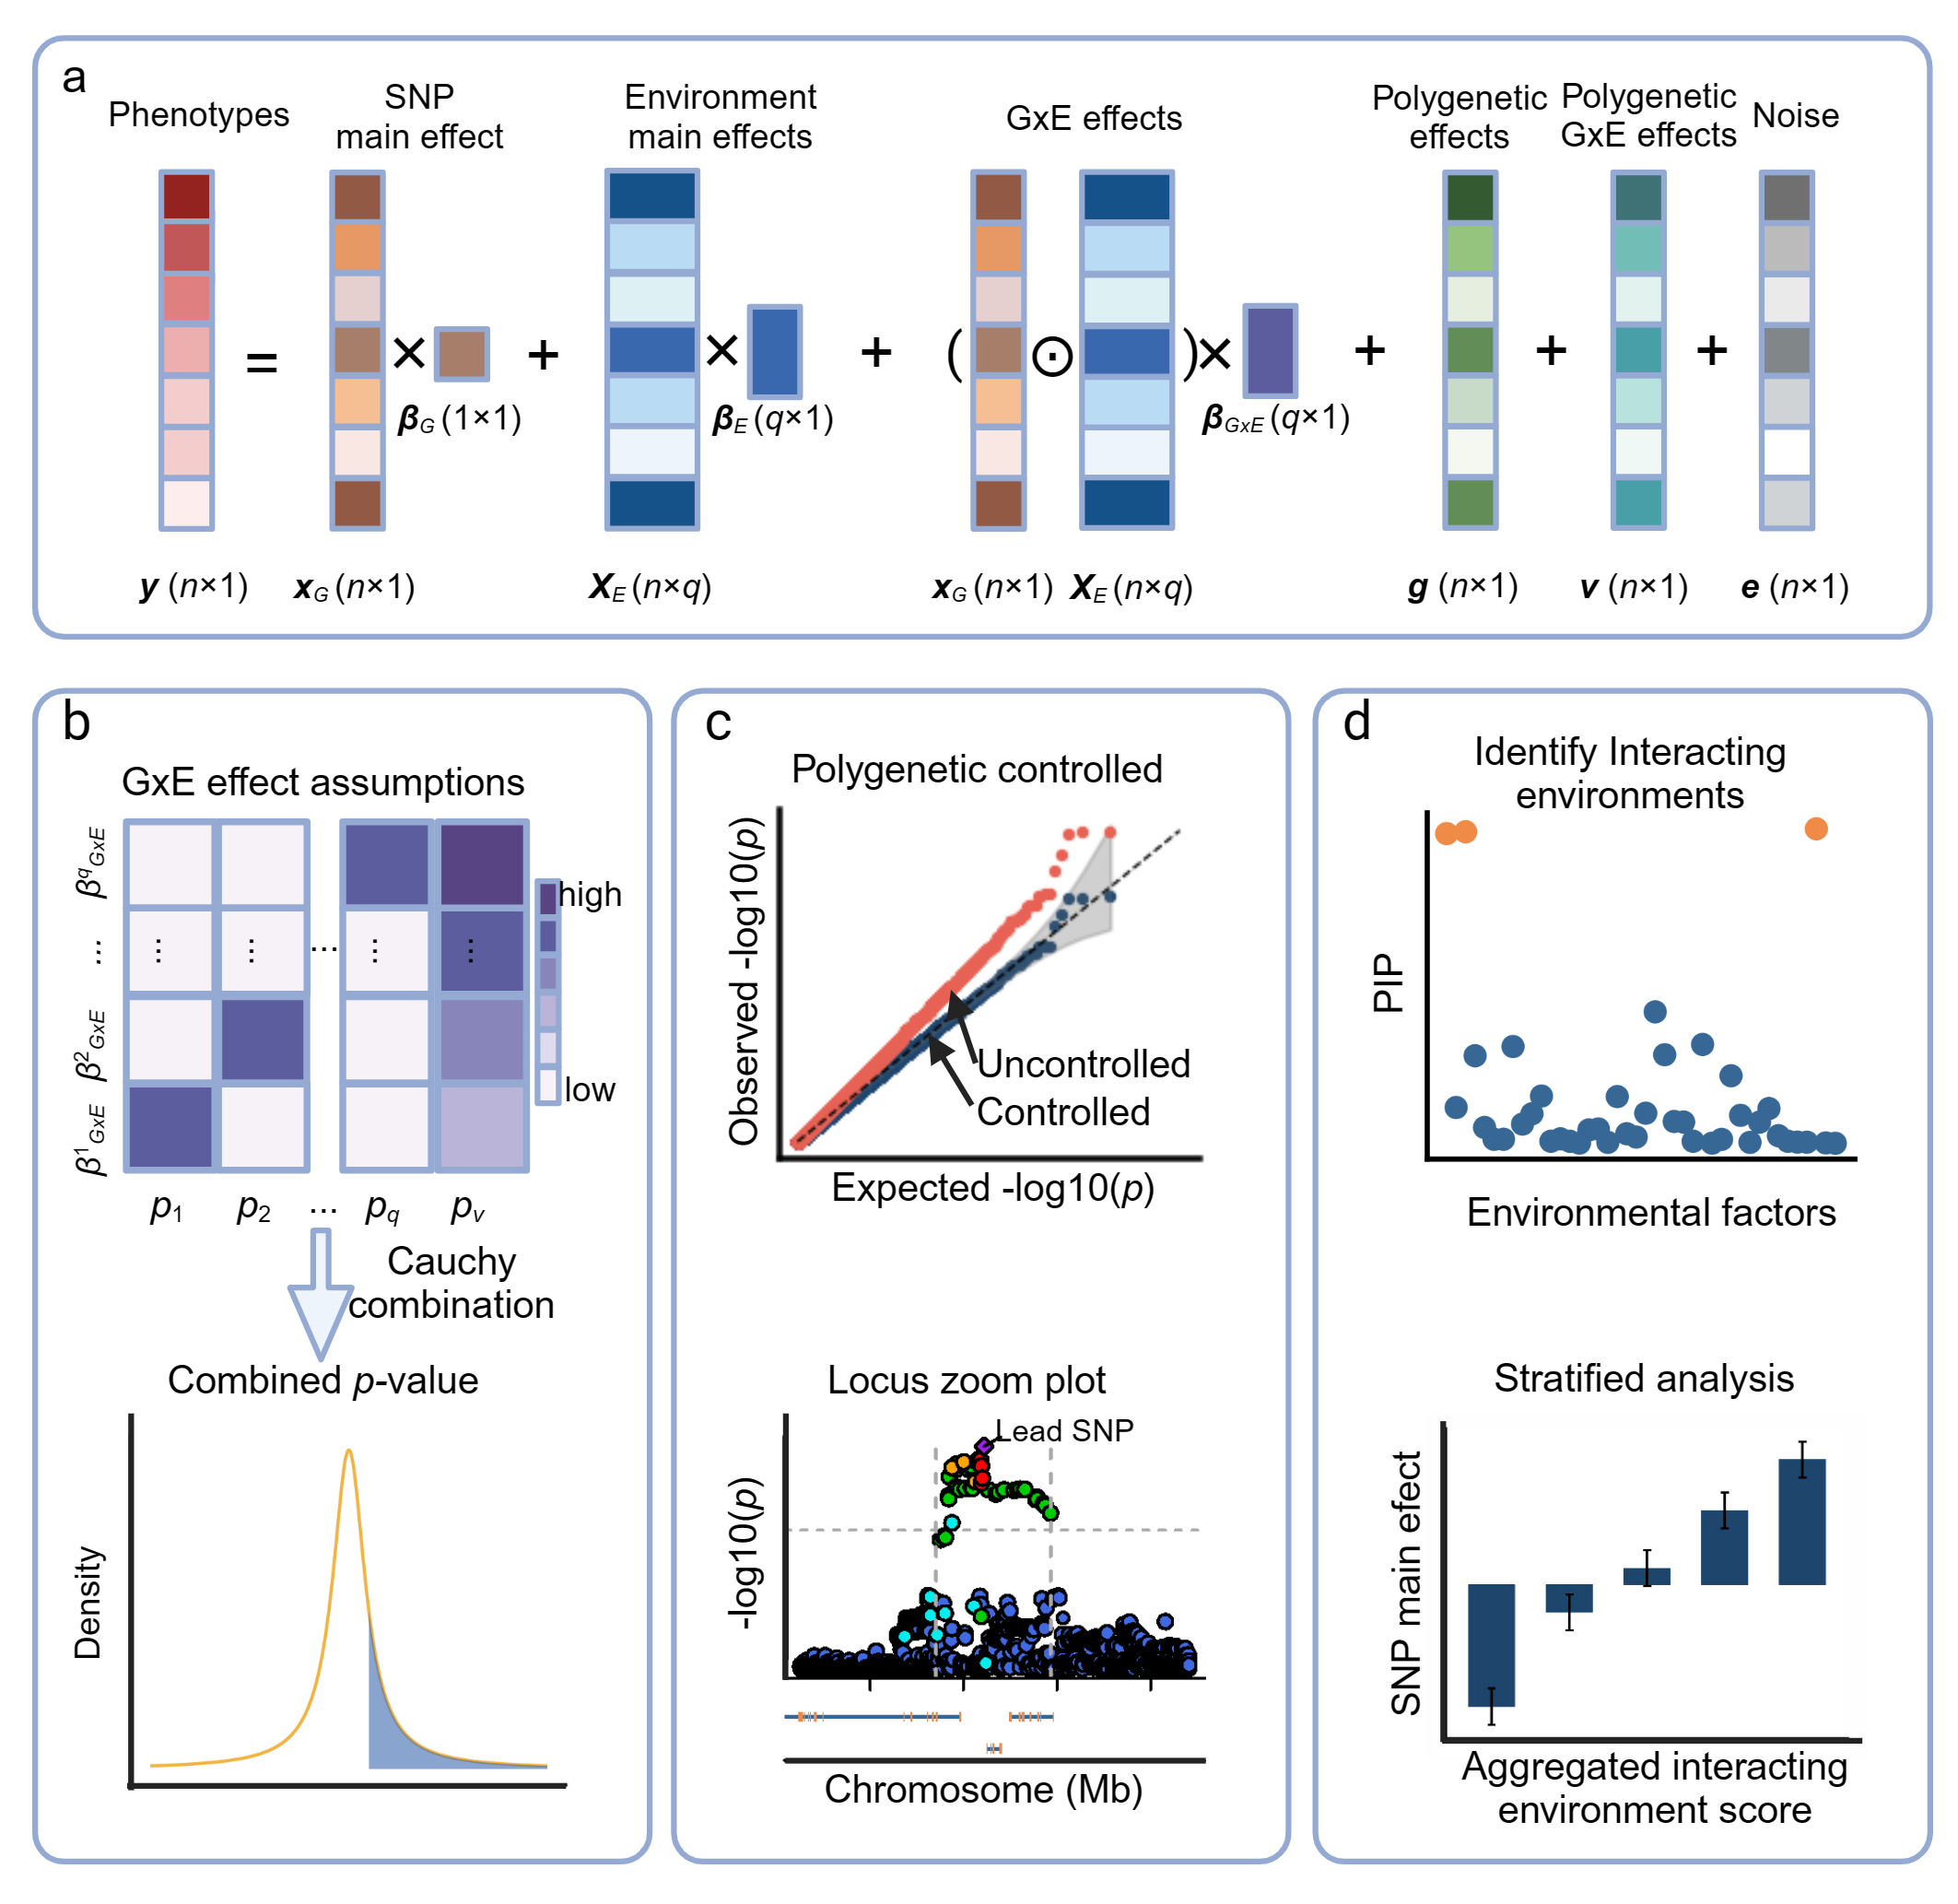 a
Phenotypes
SNP
main effect
Environment
main effects
GxE effects
Polygenetic
effects
Polygenetic
GxE effects
Noise
=
×
+
×
+
(
⊙
)×
+
+
+
βG (1×1)
βE (q×1)
βGxE (q×1)
y (n×1)
xG (n×1)
XE (n×q)
xG (n×1)
XE (n×q)
g (n×1)
v (n×1)
e (n×1)
b
GxE effect assumptions
βqGxE
...
β2GxE
β1GxE
⋮
⋮
...
⋮
⋮
high
low
p1
p2
...
pq
pv
Cauchy
combination
Combined p-value
Density
c
Polygenetic controlled
Observed -log10(p)
Uncontrolled
Controlled
Expected -log10(p)
Locus zoom plot
Lead SNP
-log10(p)
Chromosome (Mb)
d
Identify Interacting
environments
PIP
Environmental factors
Stratified analysis
SNP main efect
Aggregated interacting
environment score